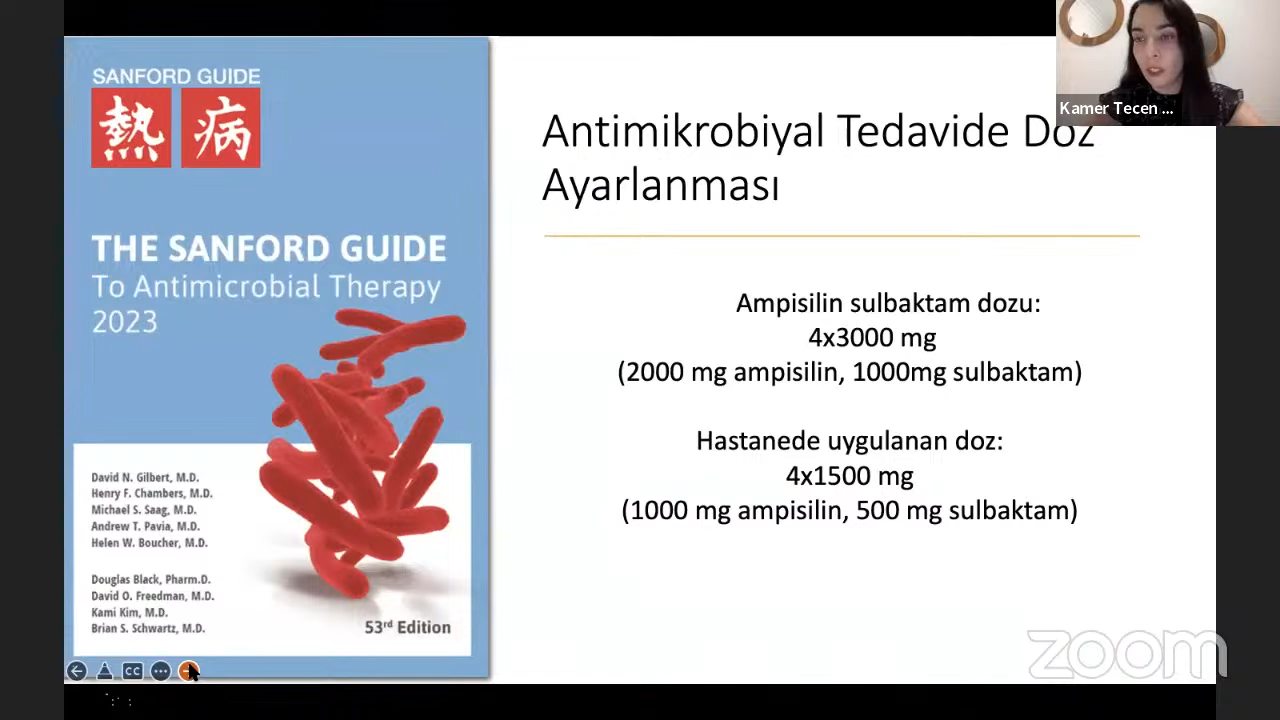 SANFORD GUIDE
熱病
THE SANFORD GUIDE
To Antimicrobial Therapy
2023
David N. Gilbert, M.D.
Henry F. Chambers, M.D.
Michael S. Saag, M.D.
Andrew T. Pavia, M.D.
Helen W. Boucher, M.D.
Douglas Black, Pharm.D.
David O. Freedman, M.D.
Kami Kim, M.D.
Brian S. Schwartz, M.D.
53rd Edition
CC
Antimikrobiyal Tedavide Doz
Ayarlanması
Ampisilin sulbaktam dozu:
4x3000 mg
(2000 mg ampisilin, 1000mg sulbaktam)
Hastanede uygulanan doz:
4x1500 mg
(1000 mg ampisilin, 500 mg sulbaktam)
Kamer Tecen ...
zoom